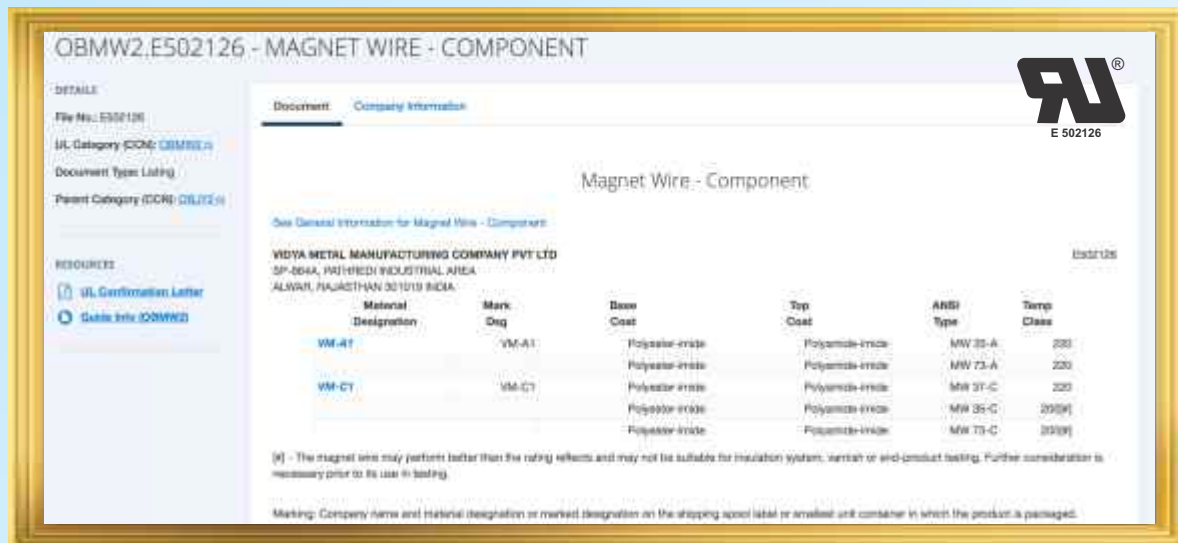 OBMW2.E502126 - MAGNET WIRE - COMPONENT
DETAILS
File No.: E502126
UL Category (CCN): OBMW2
Document Type: Listing
Parent Category (CCN):
RESOURCES
UL Confirmation Letter
Guide Info (OBMW2)
Document Company Information
®
E 502126
Magnet Wire - Component
See General Information for Magnet Wire - Component
VIDYA METAL MANUFACTURING COMPANY PVT LTD E502126
SP-864A, PATHREDI INDUSTRIAL AREA
ALWAR, RAJASTHAN 301019 INDIA
Material Mark Base Top ANSI Temp
Designation Dsg Coat Coat Type Class
VM-A1 VM-A1 Polyester-imide Polyamide-imide MW 35-A 220
Polyester-imide Polyamide-imide MW 73-A 220
VM-C1 VM-C1 Polyester-imide Polyamide-imide MW 37-C 220
Polyester-imide Polyamide-imide MW 35-C 200[#]
Polyester-imide Polyamide-imide MW 73-C 200[#]
[#] - The magnet wire may perform better than the rating reflects and may not be suitable for insulation system, varnish or end-product testing. Further consideration is
necessary prior to its use in testing.
Marking: Company name and material designation or marked designation on the shipping spool label or smallest unit container in which the product is packaged.